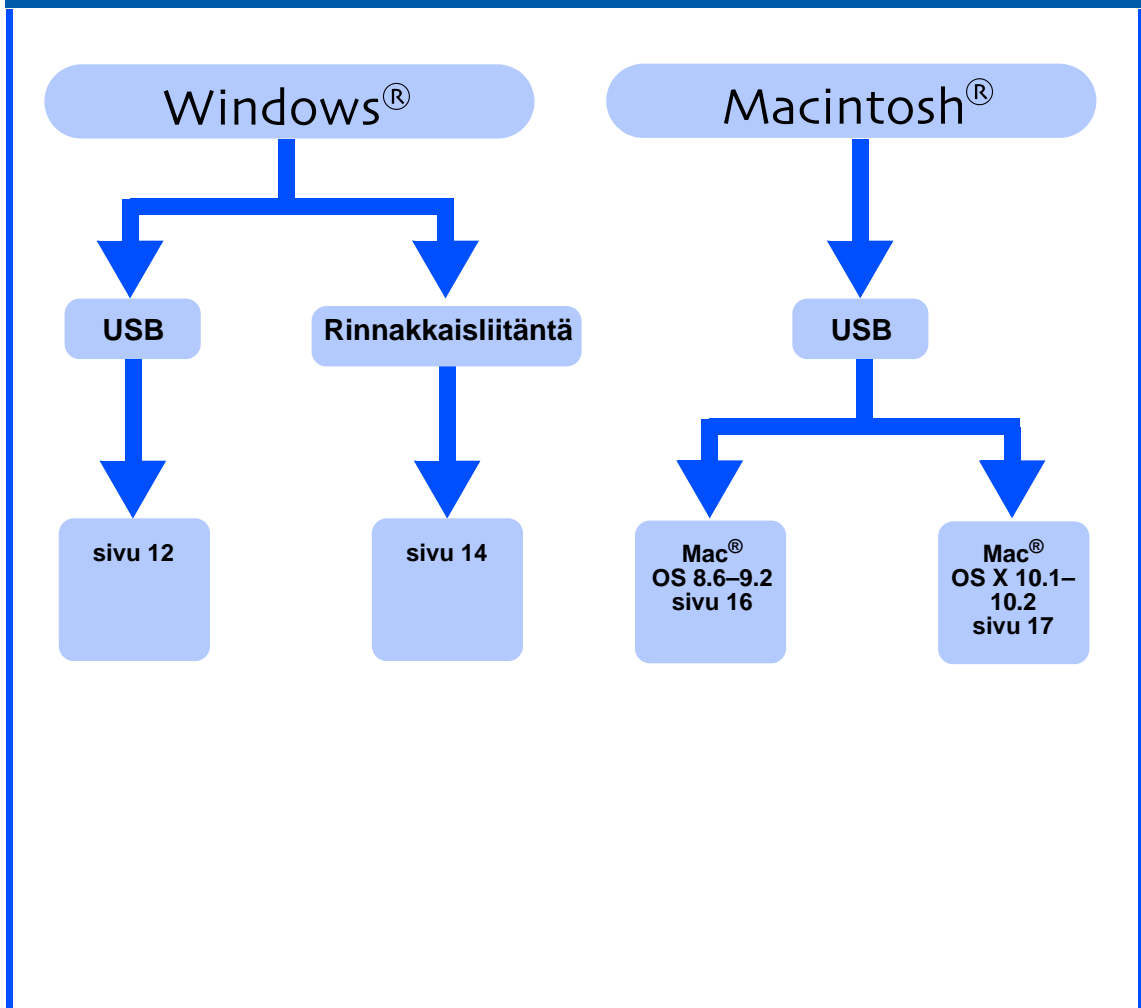 Windows®
Macintosh®
USB
Rinnakkaisliitäntä
USB
sivu 12
sivu 14
Mac®
OS 8.6–9.2
sivu 16
Mac®
OS X 10.1–
10.2
sivu 17